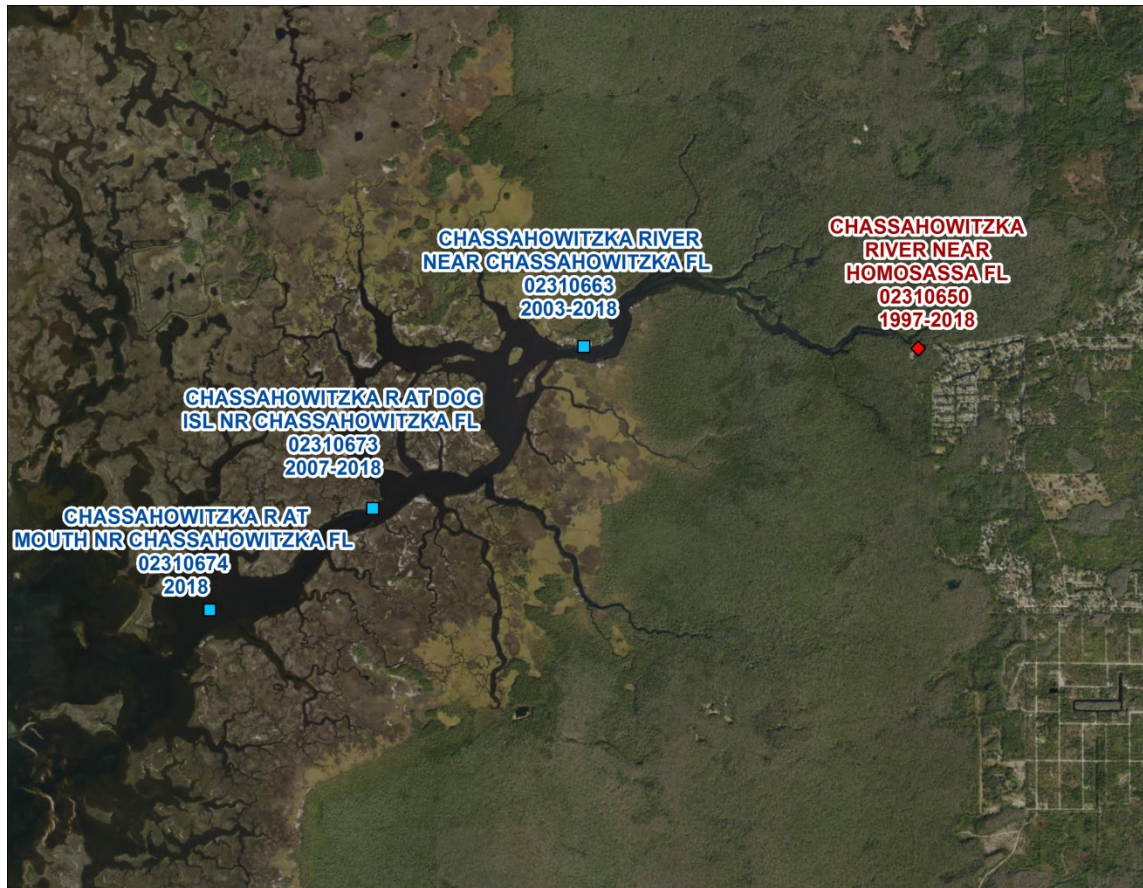 CHASSAHOWITZKA
RIVER NEAR
HOMOSASSA FL
02310650
1997-2018
CHASSAHOWITZKA RIVER
NEAR CHASSAHOWITZKA FL
02310663
2003-2018
CHASSAHOWITZKA R AT DOG
ISL NR CHASSAHOWITZKA FL
02310673
2007-2018
CHASSAHOWITZKA R AT
MOUTH NR CHASSAHOWITZKA FL
02310674
2018